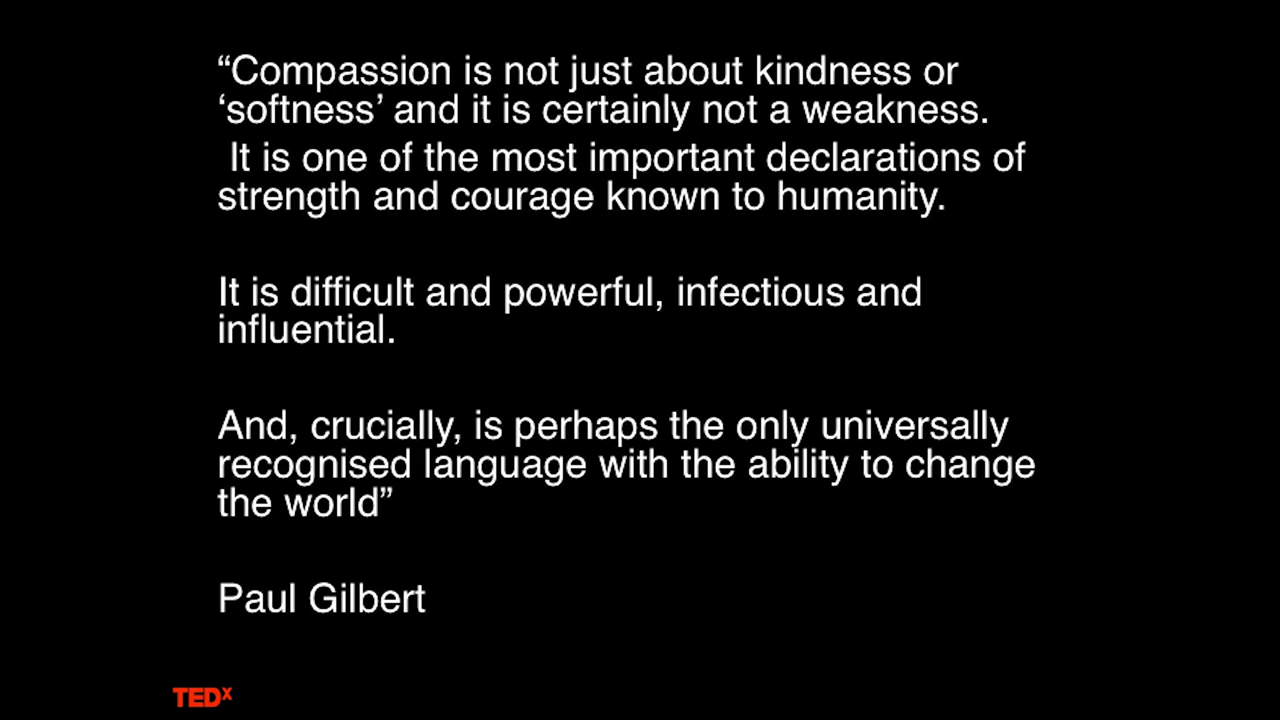 “Compassion is not just about kindness or
‘softness’ and it is certainly not a weakness.
It is one of the most important declarations of
strength and courage known to humanity.
It is difficult and powerful, infectious and
influential.
And, crucially, is perhaps the only universally
recognised language with the ability to change
the world”
Paul Gilbert
TEDx